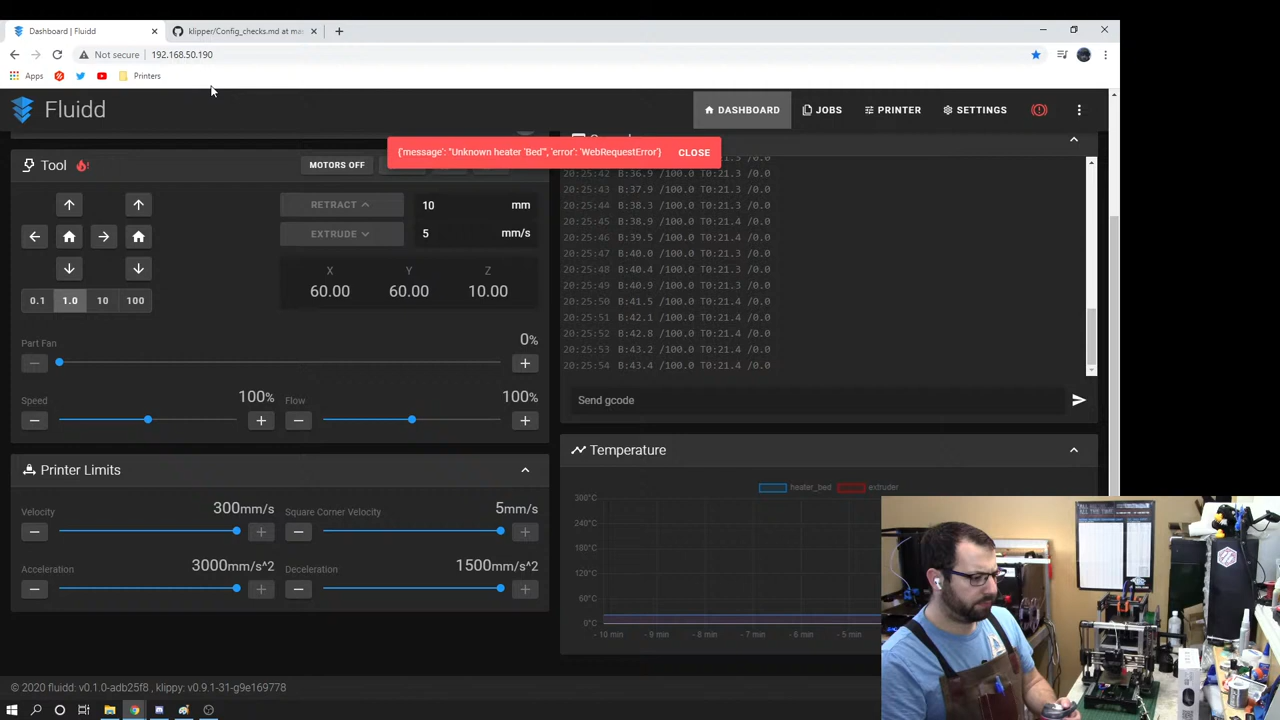 Dashboard | Fluidd
klipper/Config_checks.md at mas
Not secure
192.168.50.190
Apps
Printers
Fluidd
DASHBOARD
JOBS
PRINTER
SETTINGS
{'message': "Unknown heater 'Bed'", 'error': 'WebRequestError'}
CLOSE
Tool
MOTORS OFF
RETRACT
10
mm
EXTRUDE
5
mm/s
X
Y
Z
60.00
60.00
10.00
0.1
1.0
10
100
Part Fan
0%
Speed
100%
Flow
100%
Printer Limits
Velocity
300mm/s
Square Corner Velocity
5mm/s
Acceleration
3000mm/s^2
Deceleration
1500mm/s^2
20:25:42 B:36.9 /100.0 T0:21.3 /0.0
20:25:43 B:37.9 /100.0 T0:21.3 /0.0
20:25:44 B:38.3 /100.0 T0:21.3 /0.0
20:25:45 B:38.9 /100.0 T0:21.4 /0.0
20:25:46 B:39.5 /100.0 T0:21.4 /0.0
20:25:47 B:40.0 /100.0 T0:21.3 /0.0
20:25:48 B:40.4 /100.0 T0:21.3 /0.0
20:25:49 B:40.9 /100.0 T0:21.3 /0.0
20:25:50 B:41.5 /100.0 T0:21.4 /0.0
20:25:51 B:42.1 /100.0 T0:21.4 /0.0
20:25:52 B:42.8 /100.0 T0:21.4 /0.0
20:25:53 B:43.2 /100.0 T0:21.4 /0.0
20:25:54 B:43.4 /100.0 T0:21.4 /0.0
Send gcode
Temperature
heater_bed
extruder
300°C
240°C
180°C
120°C
60°C
0°C
- 10 min
- 9 min
- 8 min
- 7 min
- 6 min
- 5 min
© 2020 fluidd: v0.1.0-adb25f8 , klippy: v0.9.1-31-g9e169778